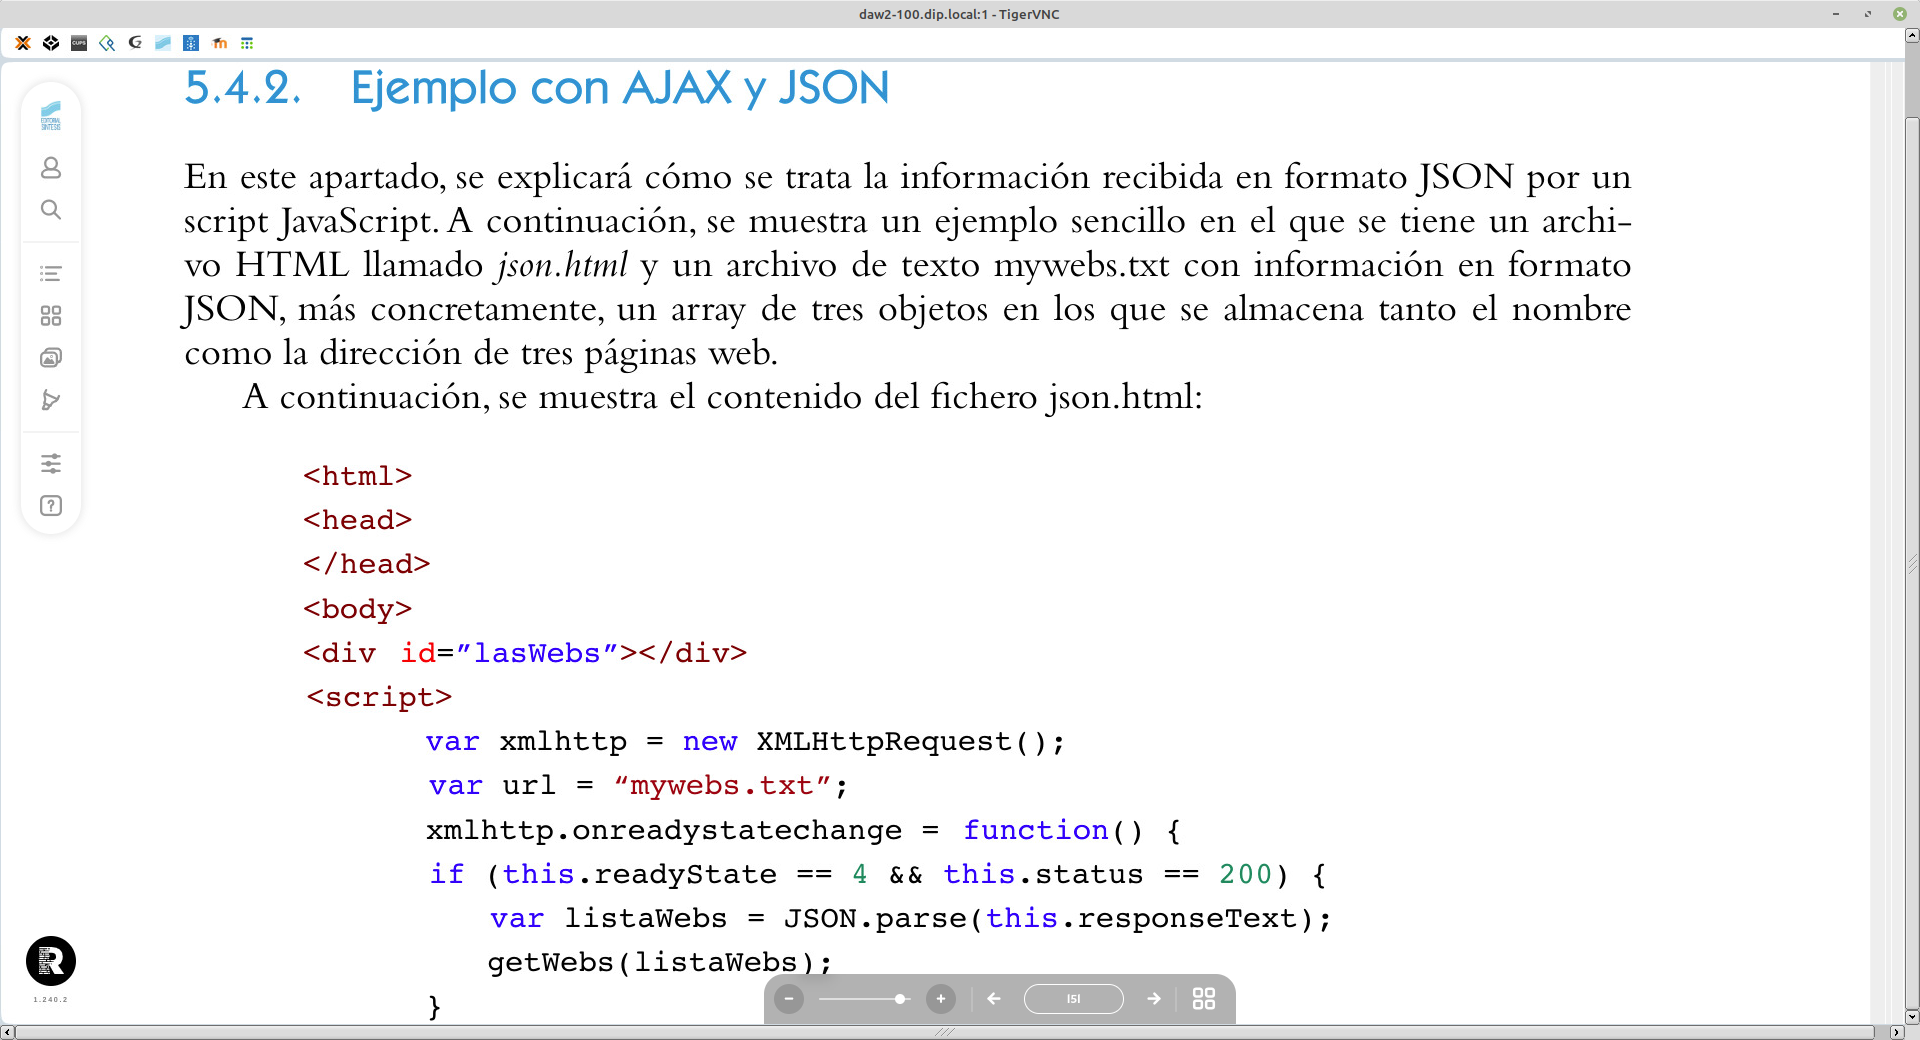 daw2-100.dip.local:1 - TigerVNC
CUPS
EDITORIAL
SINTESIS
5.4.2. Ejemplo con AJAX y JSON
En este apartado, se explicará cómo se trata la información recibida en formato JSON por un
script JavaScript. A continuación, se muestra un ejemplo sencillo en el que se tiene un archi-
vo HTML llamado json.html y un archivo de texto mywebs.txt con información en formato
JSON, más concretamente, un array de tres objetos en los que se almacena tanto el nombre
como la dirección de tres páginas web.
A continuación, se muestra el contenido del fichero json.html:
<html>
<head>
</head>
<body>
<div id=”lasWebs”></div>
<script>
var xmlhttp = new XMLHttpRequest();
var url = “mywebs.txt”;
xmlhttp.onreadystatechange = function() {
if (this.readyState == 4 && this.status == 200) {
var listaWebs = JSON.parse(this.responseText);
getWebs(listaWebs);
}
R
1.240.2
151